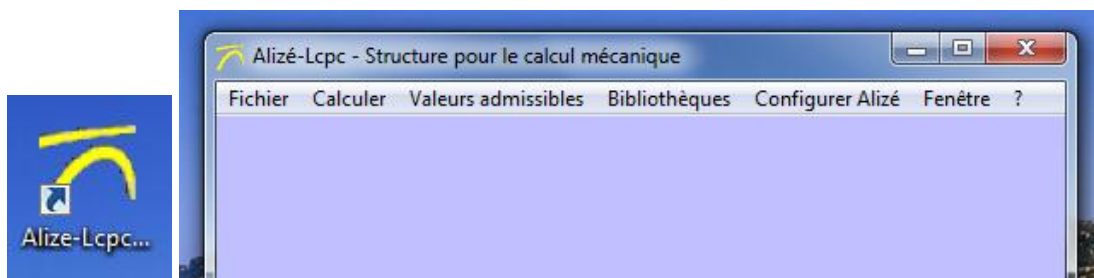 Alize-Lcpc...
Alizé-Lcpc - Structure pour le calcul mécanique
Fichier Calculer Valeurs admissibles Bibliothèques Configurer Alizé Fenêtre ?